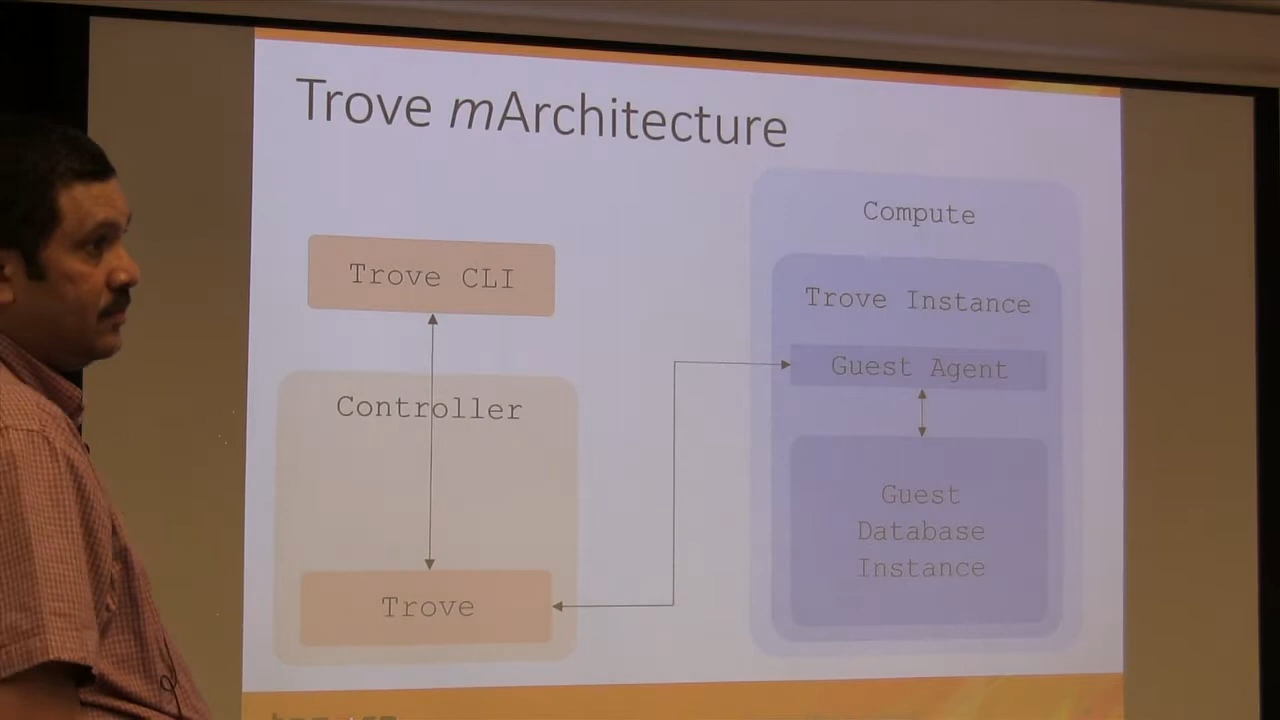 Trove mArchitecture
Trove CLI
Controller
Trove
Compute
Trove Instance
Guest Agent
Guest
Database
Instance